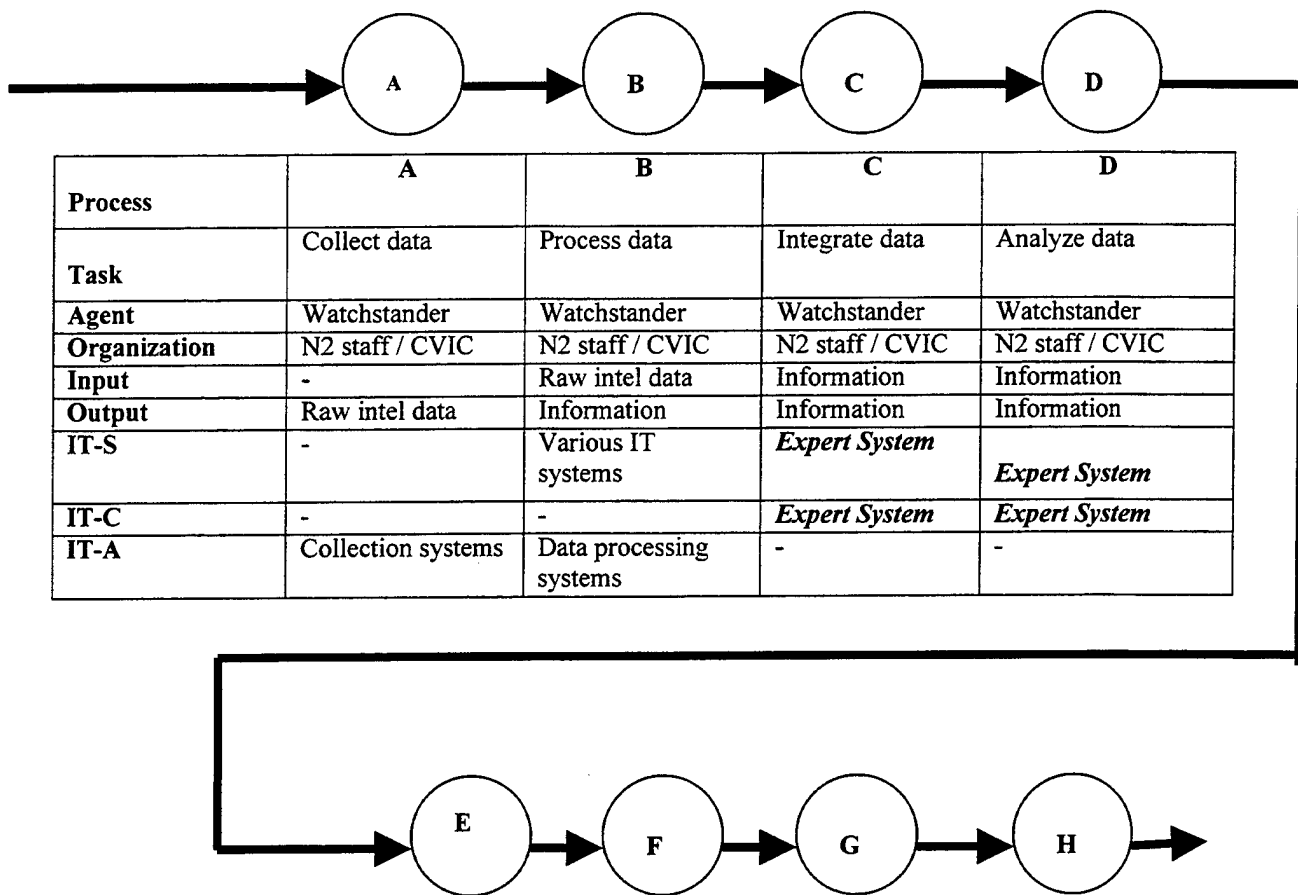 A B C D
Process A B C D
Task Collect data Process data Integrate data Analyze data
Agent Watchstander Watchstander Watchstander Watchstander
Organization N2 staff / CVIC N2 staff / CVIC N2 staff / CVIC N2 staff / CVIC
Input - Raw intel data Information Information
Output Raw intel data Information Information Information
IT-S - Various IT systems Expert System Expert System
IT-C - - Expert System Expert System
IT-A Collection systems Data processing systems - -
E F G H